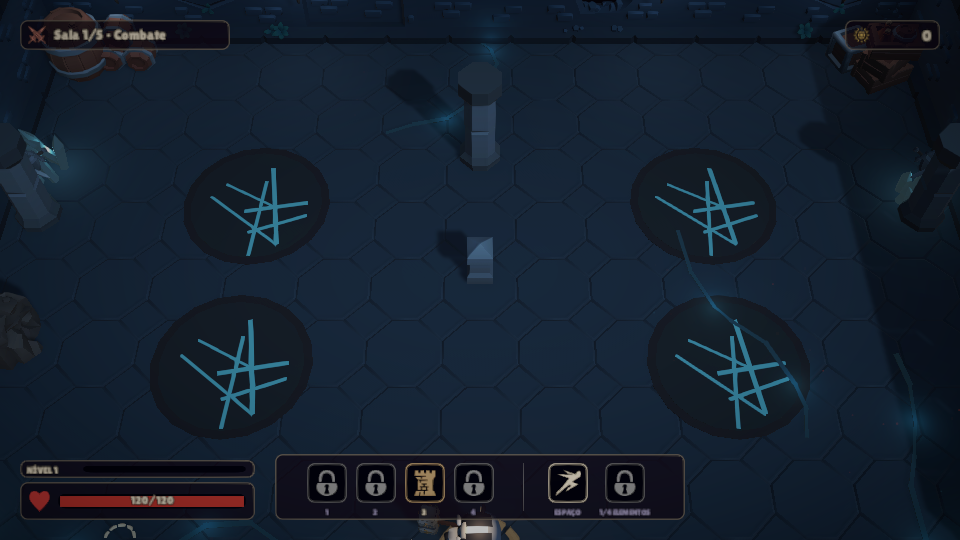 Sala 1/5 - Combate
0
NÍVEL 1
120/120
1
2
3
4
ESPAÇO
1/4 ELEMENTOS